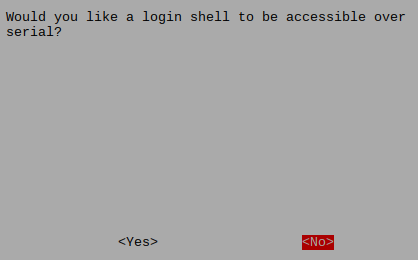 Would you like a login shell to be accessible over
serial?
<Yes> <No>